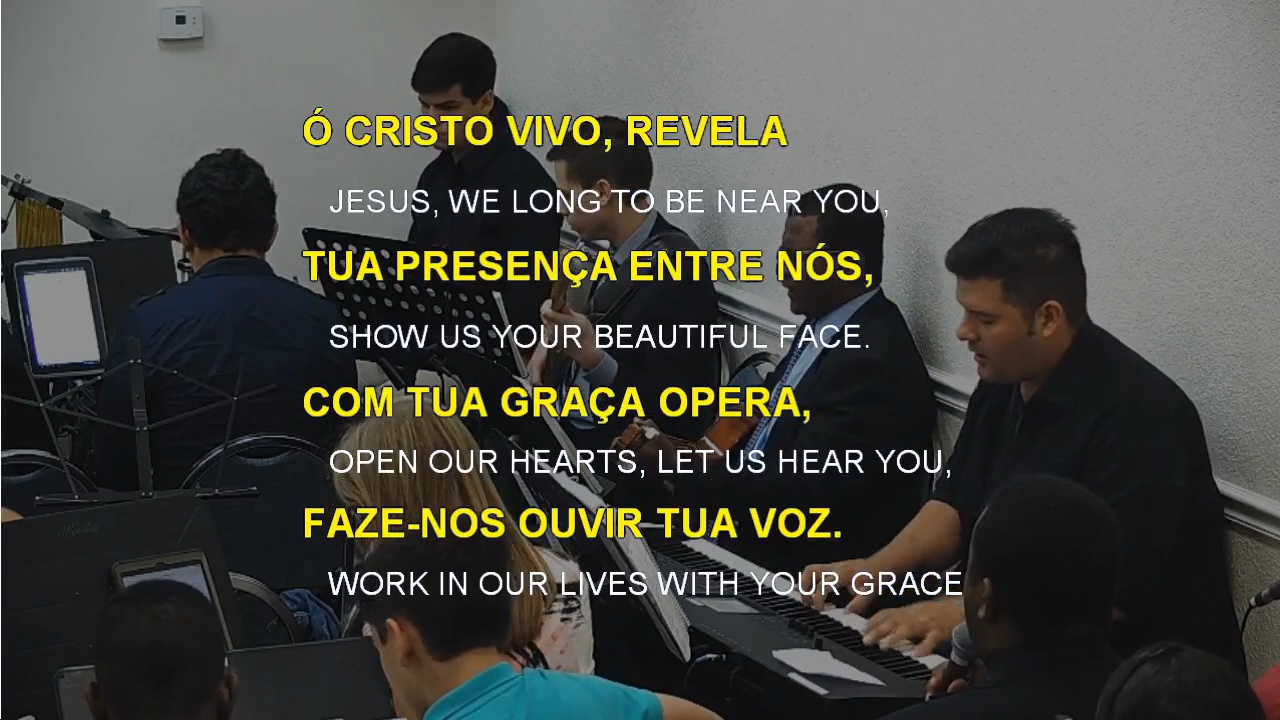 Ó CRISTO VIVO, REVELA
JESUS, WE LONG TO BE NEAR YOU,
TUA PRESENÇA ENTRE NÓS,
SHOW US YOUR BEAUTIFUL FACE.
COM TUA GRAÇA OPERA,
OPEN OUR HEARTS, LET US HEAR YOU,
FAZE-NOS OUVIR TUA VOZ.
WORK IN OUR LIVES WITH YOUR GRACE